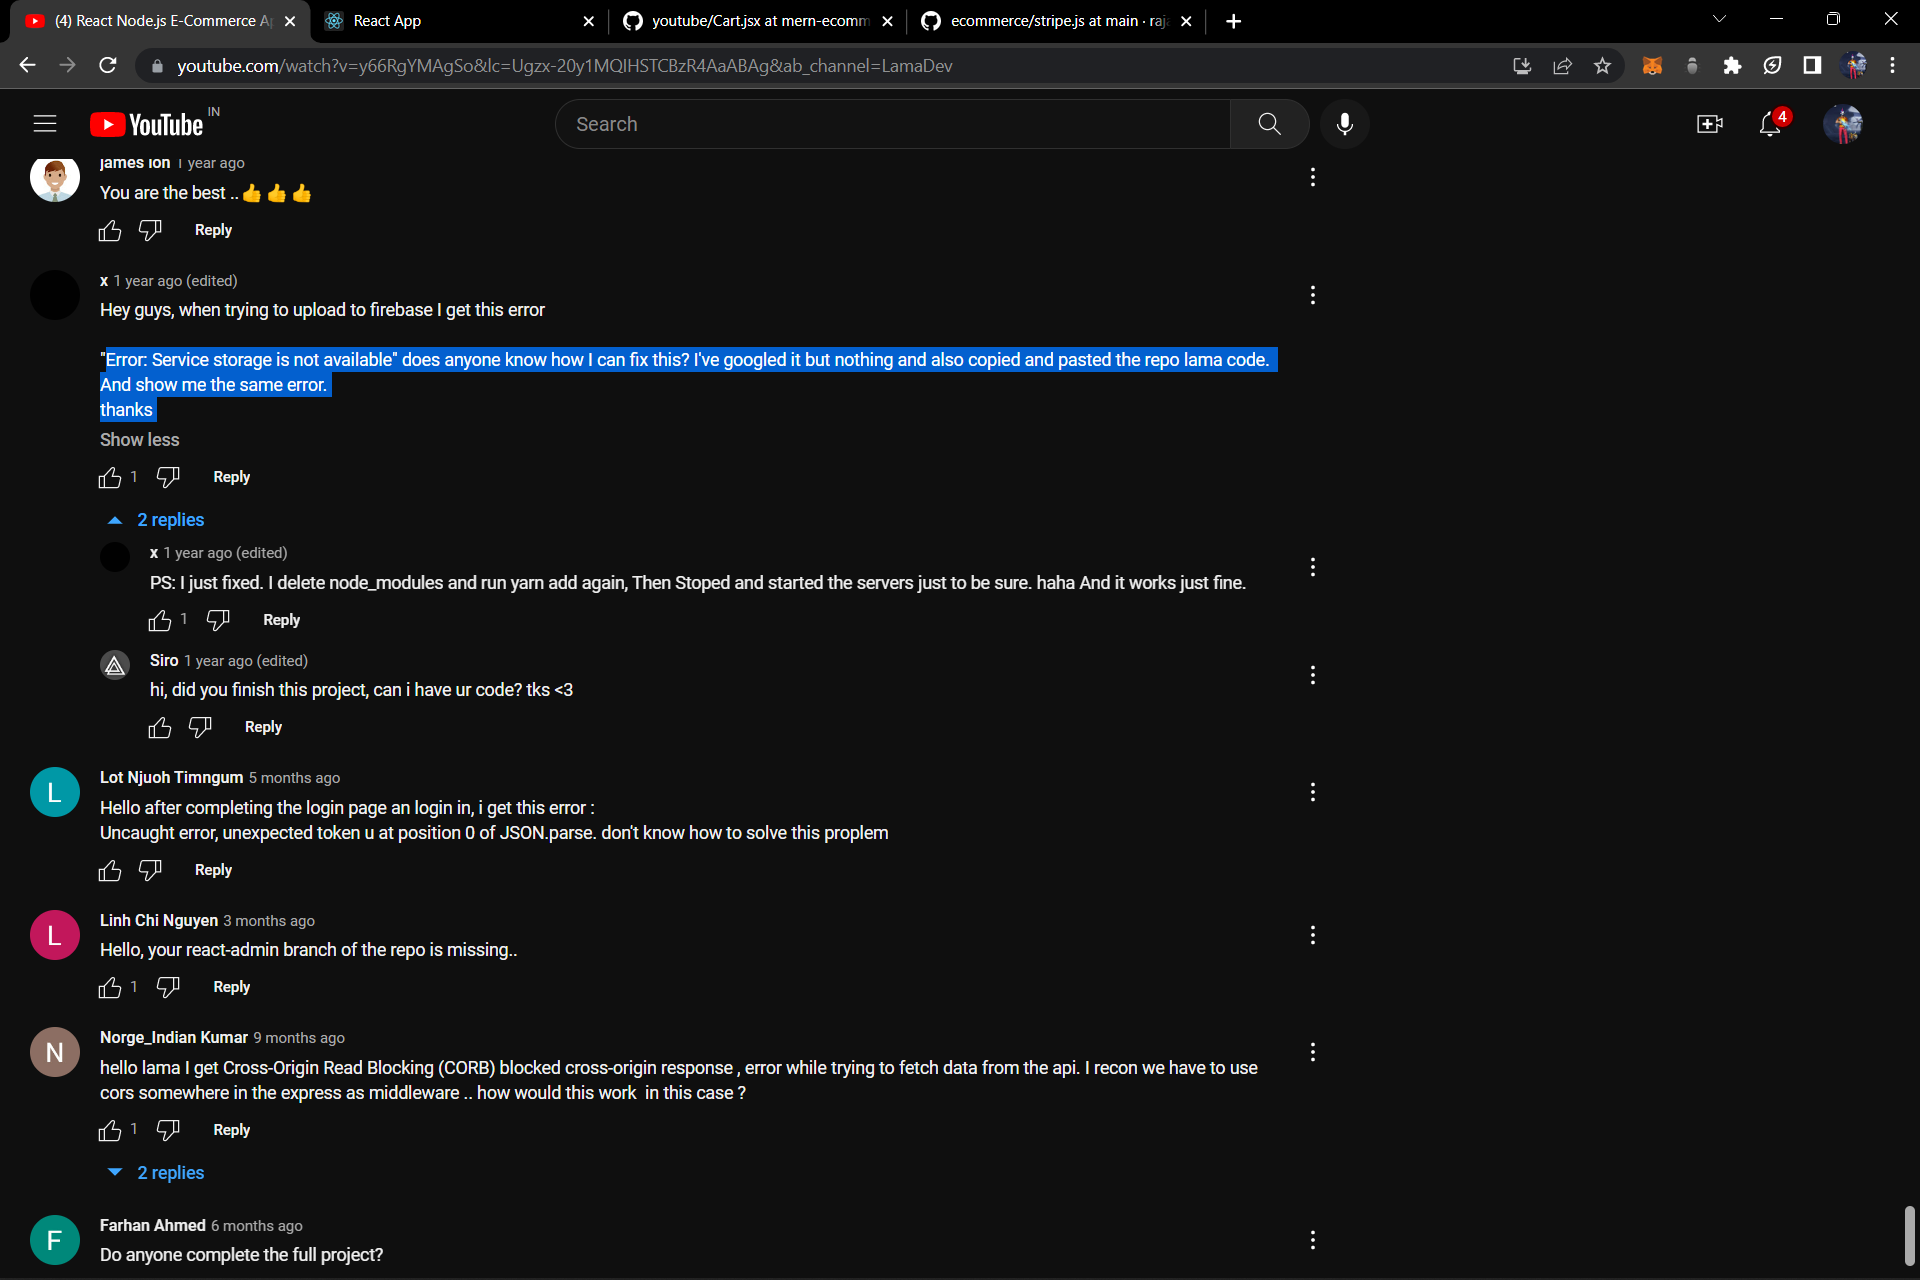 (4) React Node.js E-Commerce A
React App
youtube/Cart.jsx at mern-ecomm
ecommerce/stripe.js at main · raj
youtube.com/watch?v=y66RgYMAgSo&lc=Ugzx-20y1MQIHSTCBzR4AaABAg&ab_channel=LamaDev
YouTube IN
Search
4
james ion 1 year ago
You are the best ..👍👍👍
Reply
x 1 year ago (edited)
Hey guys, when trying to upload to firebase I get this error
"Error: Service storage is not available" does anyone know how I can fix this? I've googled it but nothing and also copied and pasted the repo lama code.
And show me the same error.
thanks
Show less
1 Reply
2 replies
x 1 year ago (edited)
PS: I just fixed. I delete node_modules and run yarn add again, Then Stoped and started the servers just to be sure. haha And it works just fine.
1 Reply
Siro 1 year ago (edited)
hi, did you finish this project, can i have ur code? tks <3
Reply
L
Lot Njuoh Timngum 5 months ago
Hello after completing the login page an login in, i get this error :
Uncaught error, unexpected token u at position 0 of JSON.parse. don't know how to solve this proplem
Reply
L
Linh Chi Nguyen 3 months ago
Hello, your react-admin branch of the repo is missing..
1 Reply
N
Norge_Indian Kumar 9 months ago
hello lama I get Cross-Origin Read Blocking (CORB) blocked cross-origin response , error while trying to fetch data from the api. I recon we have to use
cors somewhere in the express as middleware .. how would this work in this case ?
1 Reply
2 replies
F
Farhan Ahmed 6 months ago
Do anyone complete the full project?